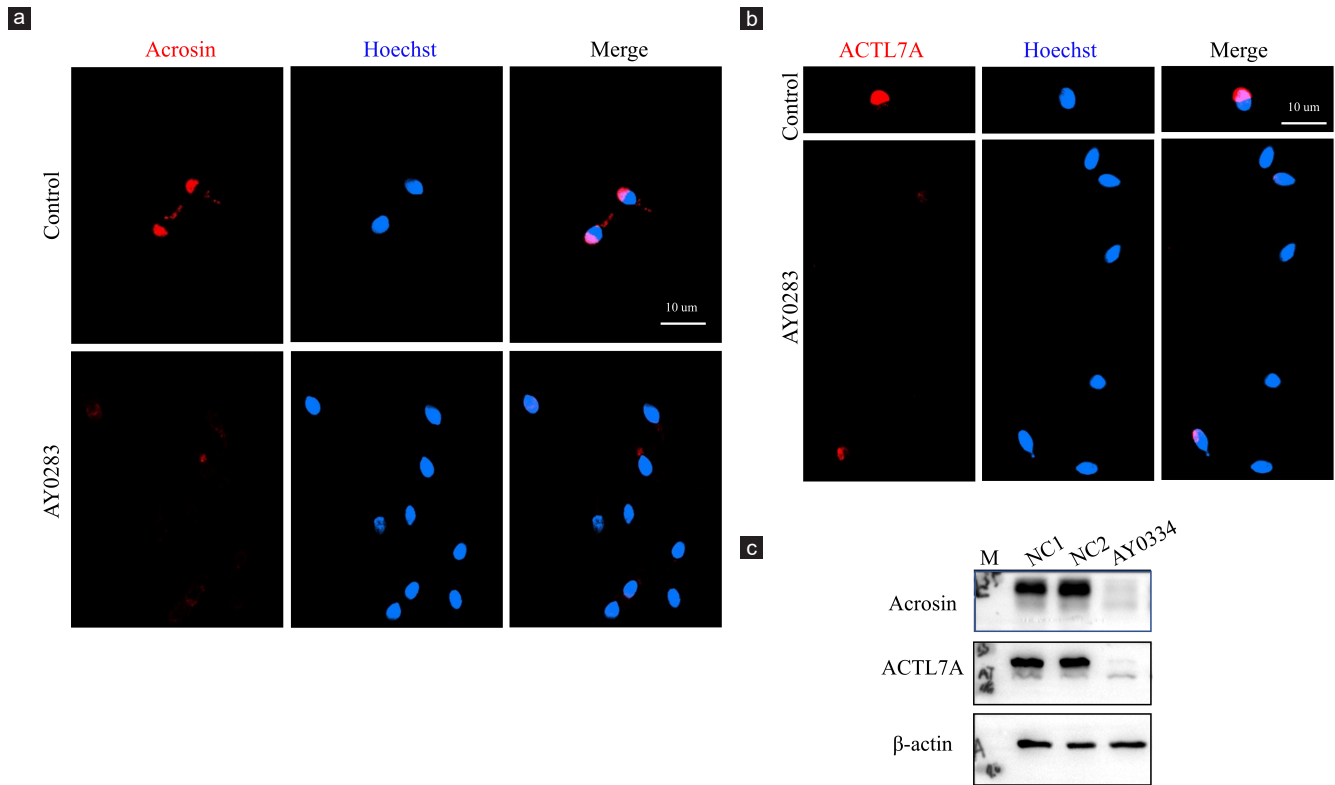 a
Acrosin Hoechst Merge
Control
10 um
AY0283
b
ACTL7A Hoechst Merge
Control
10 um
AY0283
c
M NC1 NC2 AY0334
Acrosin
35
ACTL7A
β-actin